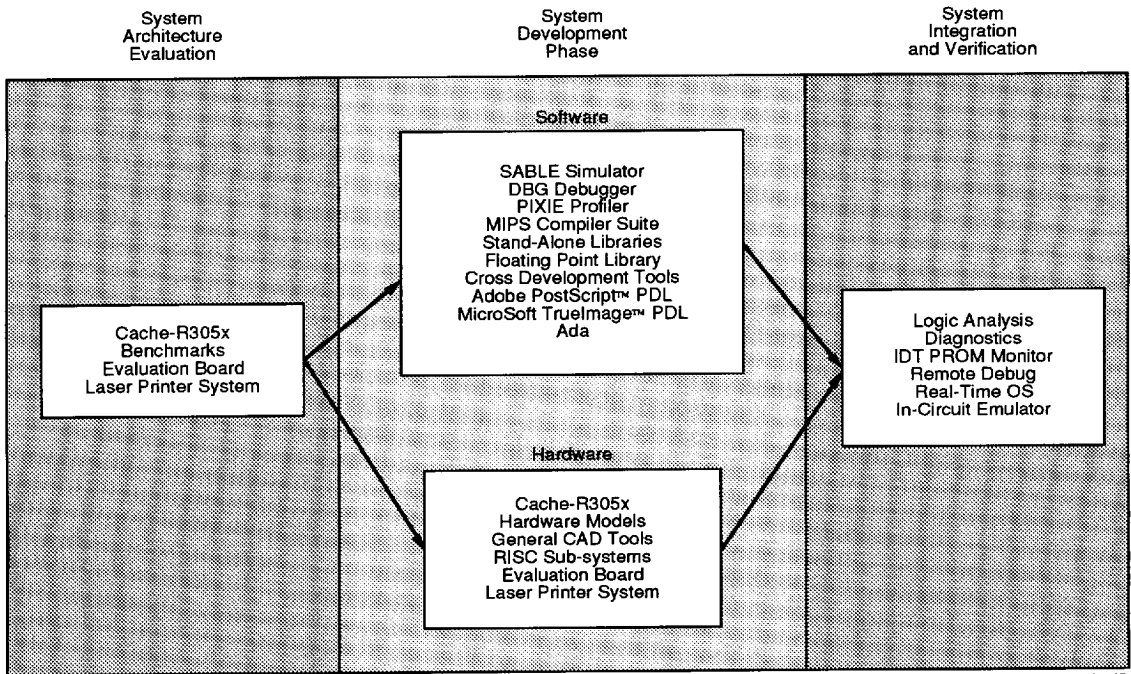 System
Architecture
Evaluation
System
Development
Phase
System
Integration
and Verification
Software
SABLE Simulator
DBG Debugger
PIXIE Profiler
MIPS Compiler Suite
Stand-Alone Libraries
Floating Point Library
Cross Development Tools
Adobe PostScript™ PDL
MicroSoft TrueImage™ PDL
Ada
Cache-R305x
Benchmarks
Evaluation Board
Laser Printer System
Logic Analysis
Diagnostics
IDT PROM Monitor
Remote Debug
Real-Time OS
In-Circuit Emulator
Hardware
Cache-R305x
Hardware Models
General CAD Tools
RISC Sub-systems
Evaluation Board
Laser Printer System